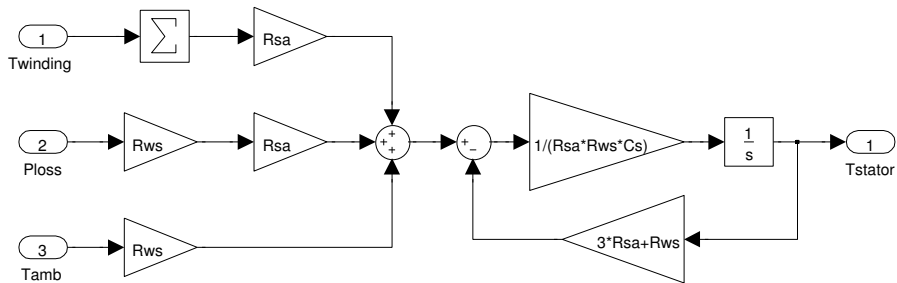 1
Twinding
Σ
Rsa
2
Ploss
Rws
Rsa
+
+
+
+
−
1/(Rsa*Rws*Cs)
1
s
1
Tstator
3
Tamb
Rws
3*Rsa+Rws